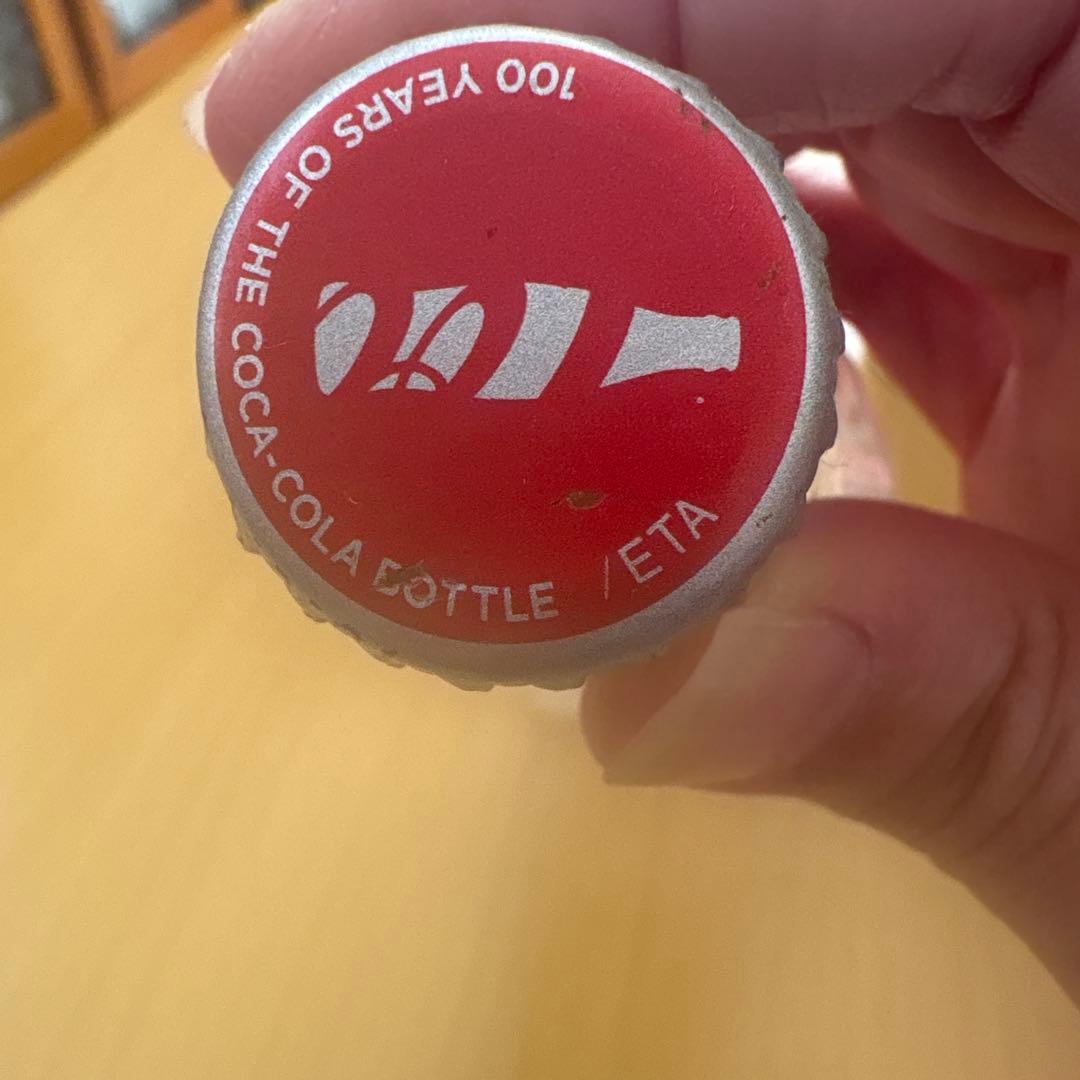 100 YEARS OF THE COCA-COLA BOTTLE /ETA